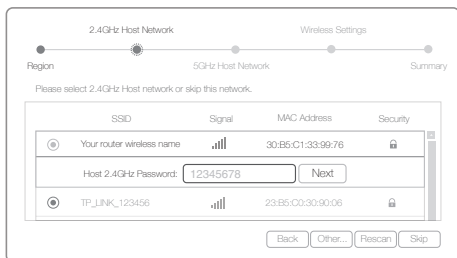 2.4GHz Host Network Wireless Settings
Region 5GHz Host Network Summary
Please select 2.4GHz Host network or skip this network.
SSID Signal MAC Address Security
Your router wireless name 30:B5:C1:33:99:76
Host 2.4GHz Password: 12345678 Next
TP_LINK_123456 23:B5:C0:30:90:06
Back Other... Rescan Skip